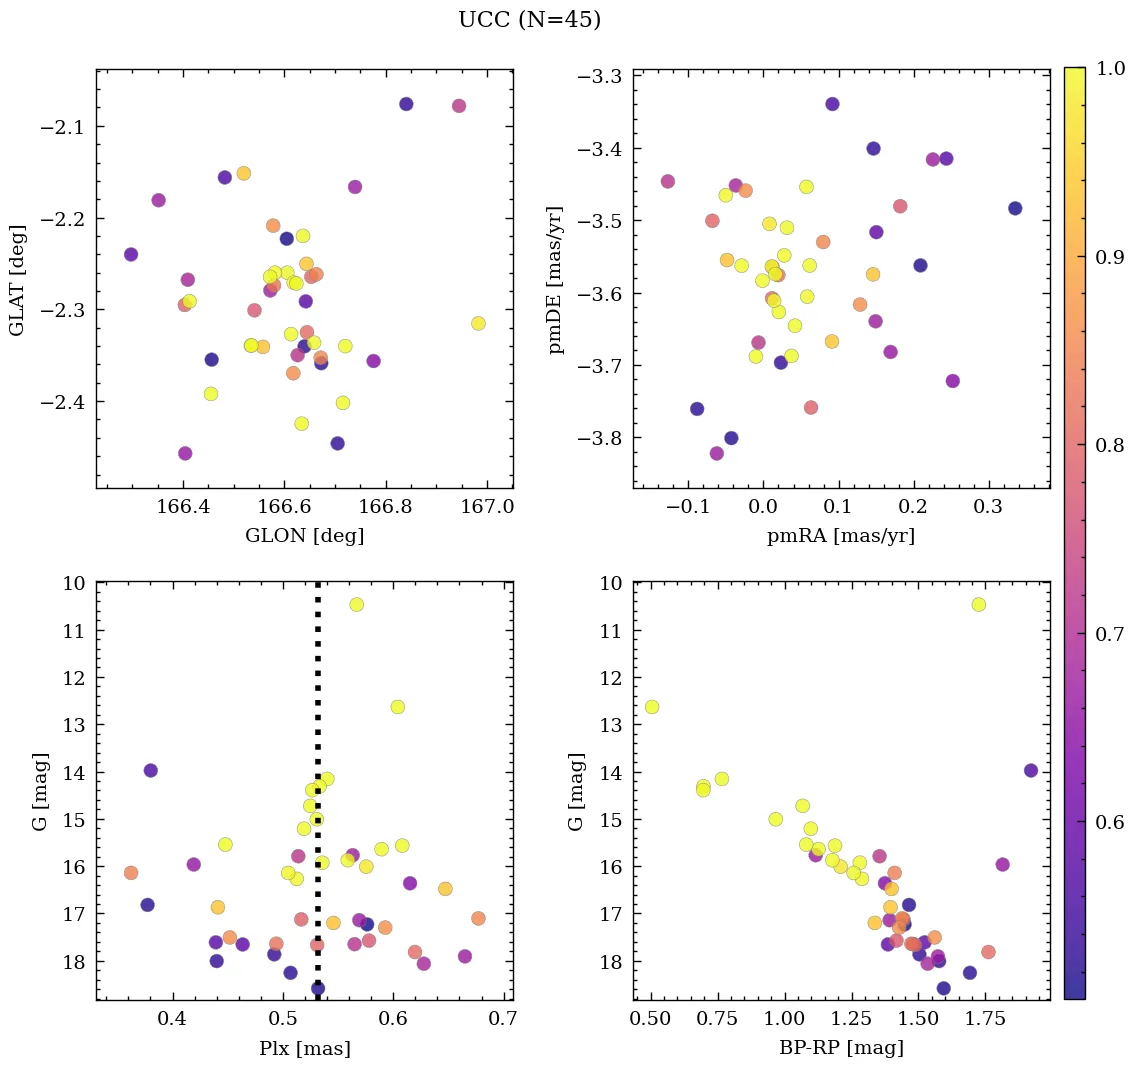 UCC (N=45)
−2.1
−2.2
−2.3
−2.4
GLAT [deg]
166.4 166.6 166.8 167.0
GLON [deg]
−3.3
−3.4
−3.5
−3.6
−3.7
−3.8
pmDE [mas/yr]
−0.1 0.0 0.1 0.2 0.3
pmRA [mas/yr]
1.0
0.9
0.8
0.7
0.6
10
11
12
13
14
15
16
17
18
G [mag]
0.4 0.5 0.6 0.7
Plx [mas]
10
11
12
13
14
15
16
17
18
G [mag]
0.50 0.75 1.00 1.25 1.50 1.75
BP-RP [mag]